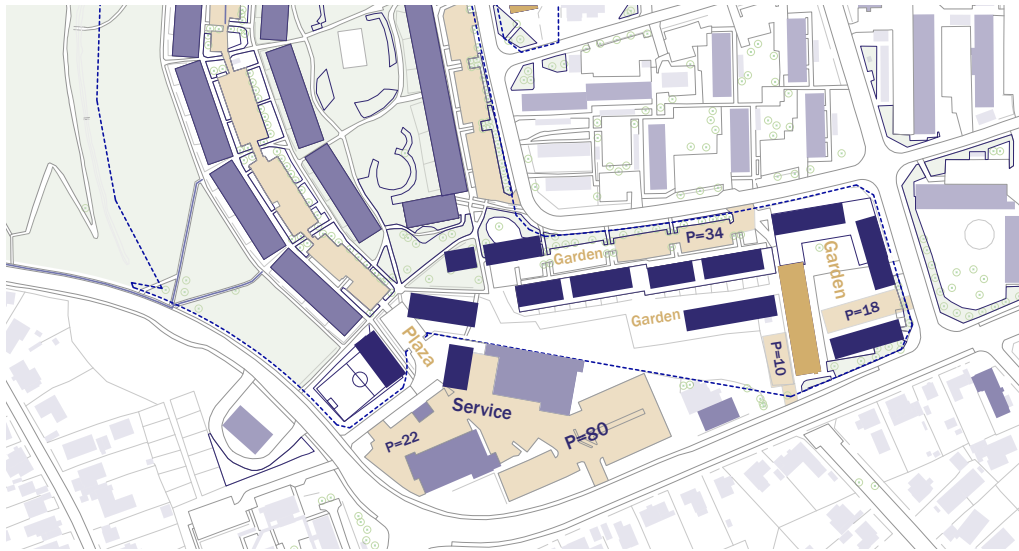 P=34
Garden
Garden
P=18
Garden
Plaza
P=10
Service
P=22
P=80